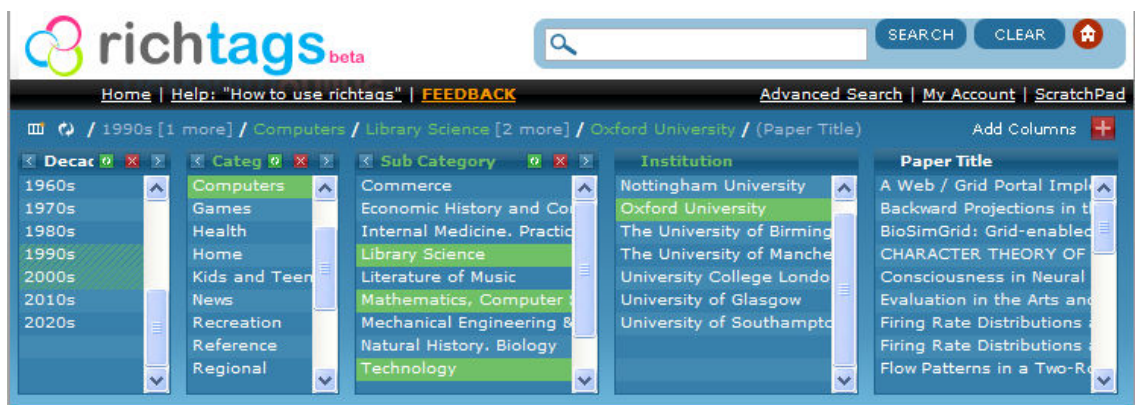 richtags beta
SEARCH CLEAR
Home | Help: "How to use richtags" | FEEDBACK
Advanced Search | My Account | ScratchPad
/ 1990s [1 more] / Computers / Library Science [2 more] / Oxford University / (Paper Title)
Add Columns
Decad
1960s
1970s
1980s
1990s
2000s
2010s
2020s
Categ
Computers
Games
Health
Home
Kids and Teen
News
Recreation
Reference
Regional
Sub Category
Commerce
Economic History and Co
Internal Medicine. Practic
Library Science
Literature of Music
Mathematics, Computer
Mechanical Engineering &
Natural History. Biology
Technology
Institution
Nottingham University
Oxford University
The University of Birming
The University of Manche
University College Londo
University of Glasgow
University of Southampto
Paper Title
A Web / Grid Portal Impl
Backward Projections in t
BioSimGrid: Grid-enabled
CHARACTER THEORY OF
Consciousness in Neural
Evaluation in the Arts and
Firing Rate Distributions
Firing Rate Distributions
Flow Patterns in a Two-Ro